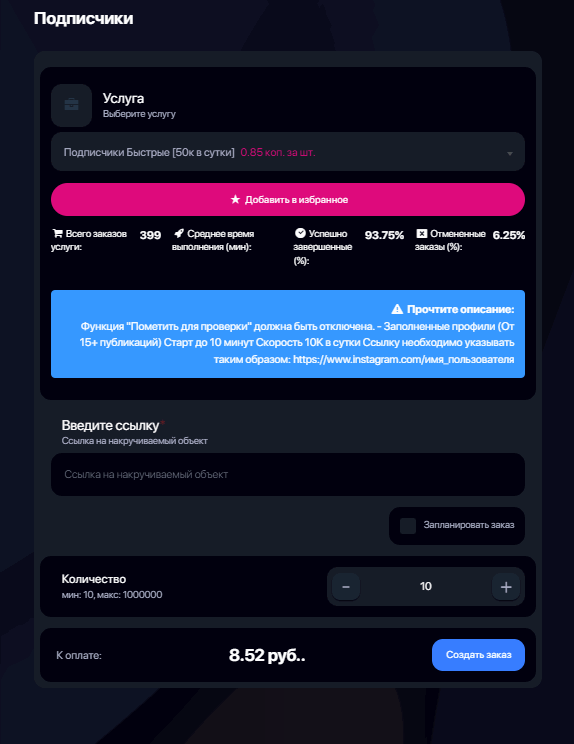 Подписчики
Услуга
Выберите услугу
Подписчики Быстрые [50к в сутки] 0.85 коп. за шт.
Добавить в избранное
Всего заказов услуги: 399
Среднее время выполнения (мин):
Успешно завершенные (%): 93.75%
Отмененные заказы (%): 6.25%
Прочтите описание:
Функция "Пометить для проверки" должна быть отключена. - Заполненные профили (От
15+ публикаций) Старт до 10 минут Скорость 10К в сутки Ссылку необходимо указывать
таким образом: https://www.instagram.com/имя_пользователя
Введите ссылку*
Ссылка на накручиваемый объект
Ссылка на накручиваемый объект
Запланировать заказ
Количество
мин: 10, макс: 1000000
− 10 +
К оплате: 8.52 руб..
Создать заказ